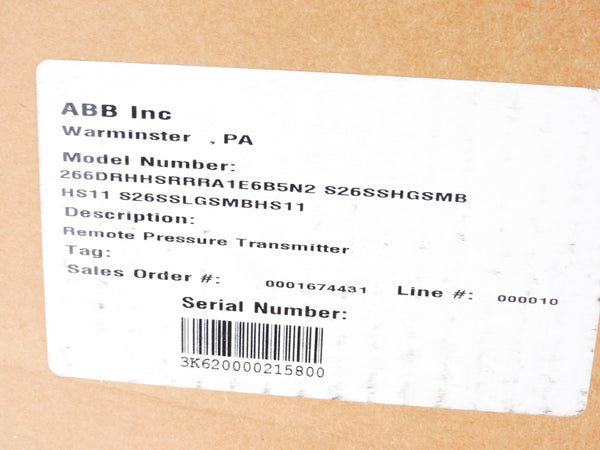 ABB Inc
Warminster , PA
Model Number:
266DRHHSRRRA1E6B5N2 S26SSHGSMB
HS11 S26SSLGSMBHS11
Description:
Remote Pressure Transmitter
Tag:
Sales Order #: 0001674431 Line #: 000010
Serial Number:
3K620000215800